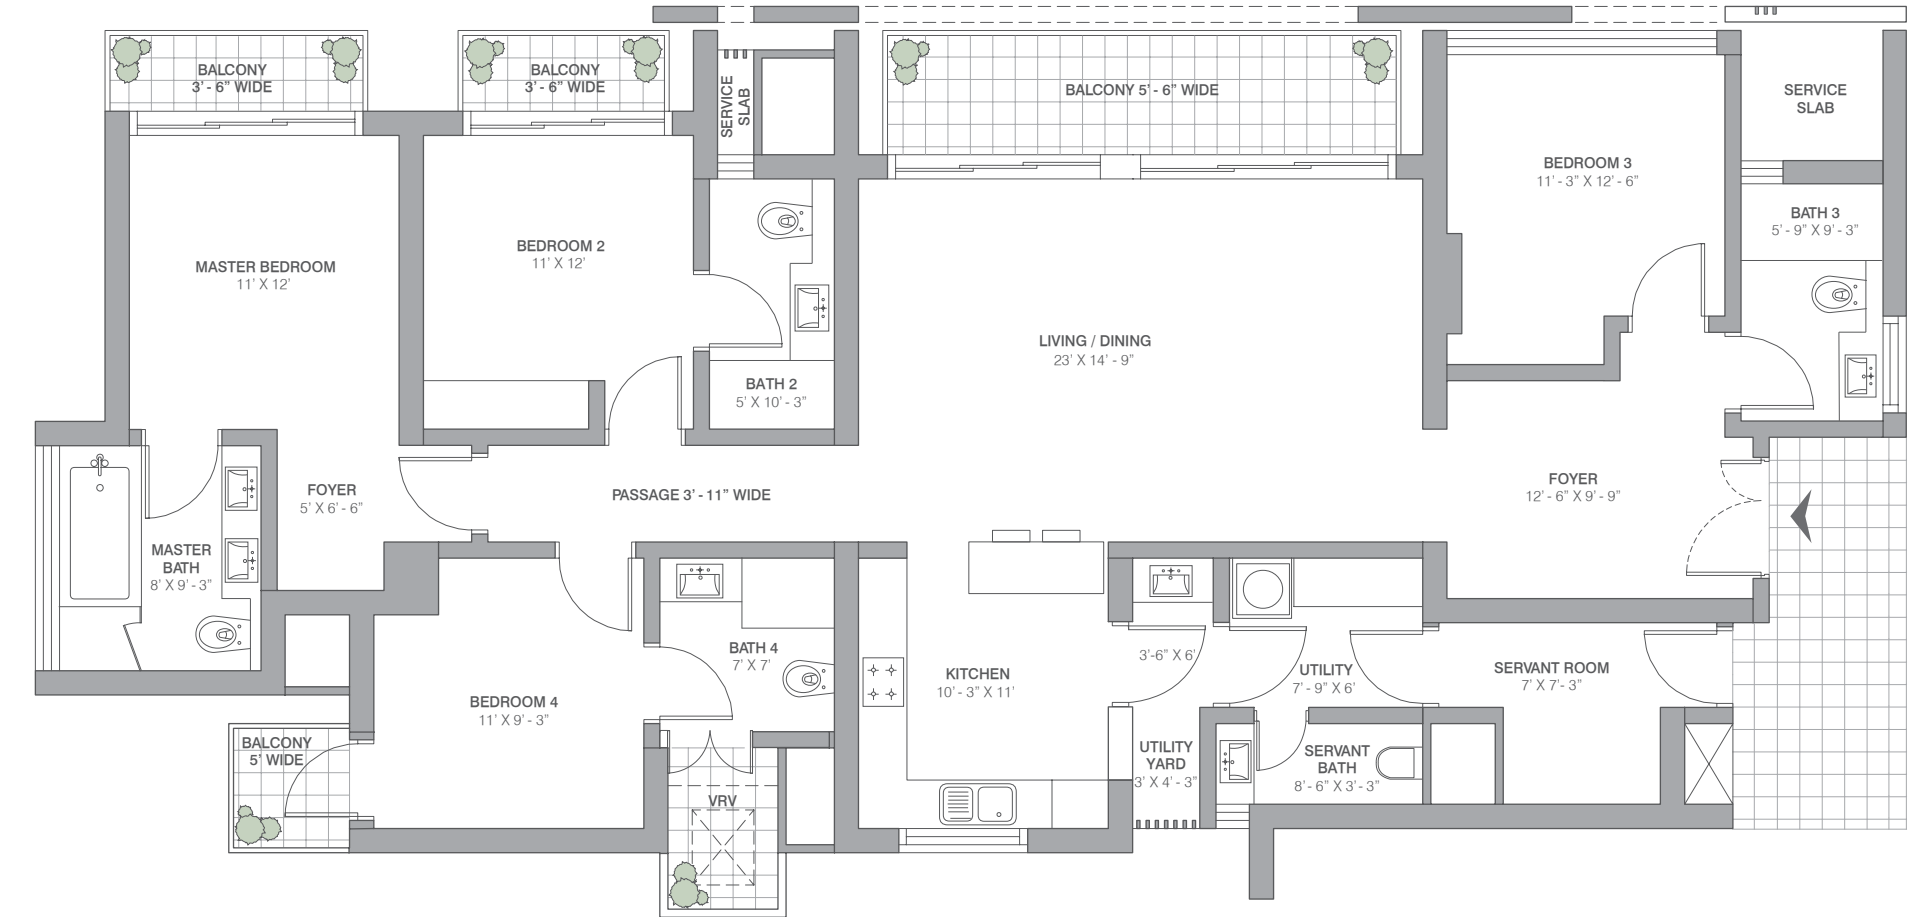 BALCONY
3' - 6” WIDE
BALCONY
3' - 6” WIDE
SERVICE
SLAB
BALCONY 5' - 6” WIDE
SERVICE
SLAB
BEDROOM 3
11' - 3” X 12' - 6”
BATH 3
5' - 9” X 9' - 3”
MASTER BEDROOM
11' X 12'
BEDROOM 2
11' X 12'
LIVING / DINING
23' X 14' - 9”
BATH 2
5' X 10' - 3”
FOYER
5' X 6' - 6”
PASSAGE 3' - 11” WIDE
FOYER
12' - 6” X 9' - 9”
MASTER
BATH
8' X 9' - 3”
BATH 4
7' X 7'
3'-6” X 6'
KITCHEN
10' - 3” X 11'
UTILITY
7' - 9” X 6'
SERVANT ROOM
7' X 7' - 3”
BEDROOM 4
11' X 9' - 3”
BALCONY
5' WIDE
UTILITY
YARD
3' X 4' - 3”
SERVANT
BATH
8' - 6” X 3' - 3”
VRV